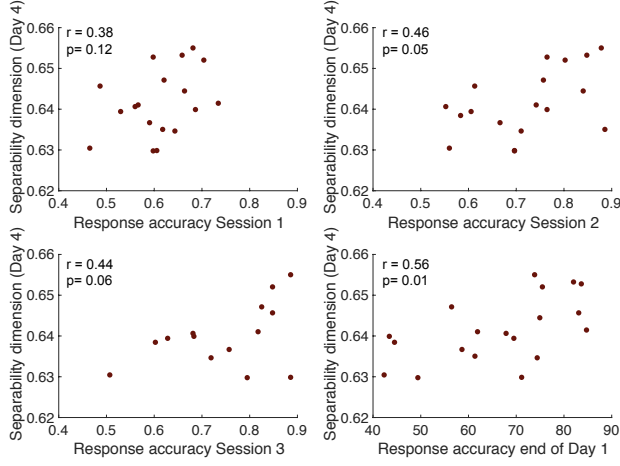 Separability dimension (Day 4)
0.66
0.65
0.64
0.63
0.62
r = 0.38
p= 0.12
0.4 0.5 0.6 0.7 0.8 0.9
Response accuracy Session 1
Separability dimension (Day 4)
0.66
0.65
0.64
0.63
0.62
r = 0.46
p= 0.05
0.4 0.5 0.6 0.7 0.8 0.9
Response accuracy Session 2
Separability dimension (Day 4)
0.66
0.65
0.64
0.63
0.62
r = 0.44
p= 0.06
0.4 0.5 0.6 0.7 0.8 0.9
Response accuracy Session 3
Separability dimension (Day 4)
0.66
0.65
0.64
0.63
0.62
r = 0.56
p= 0.01
40 50 60 70 80 90
Response accuracy end of Day 1